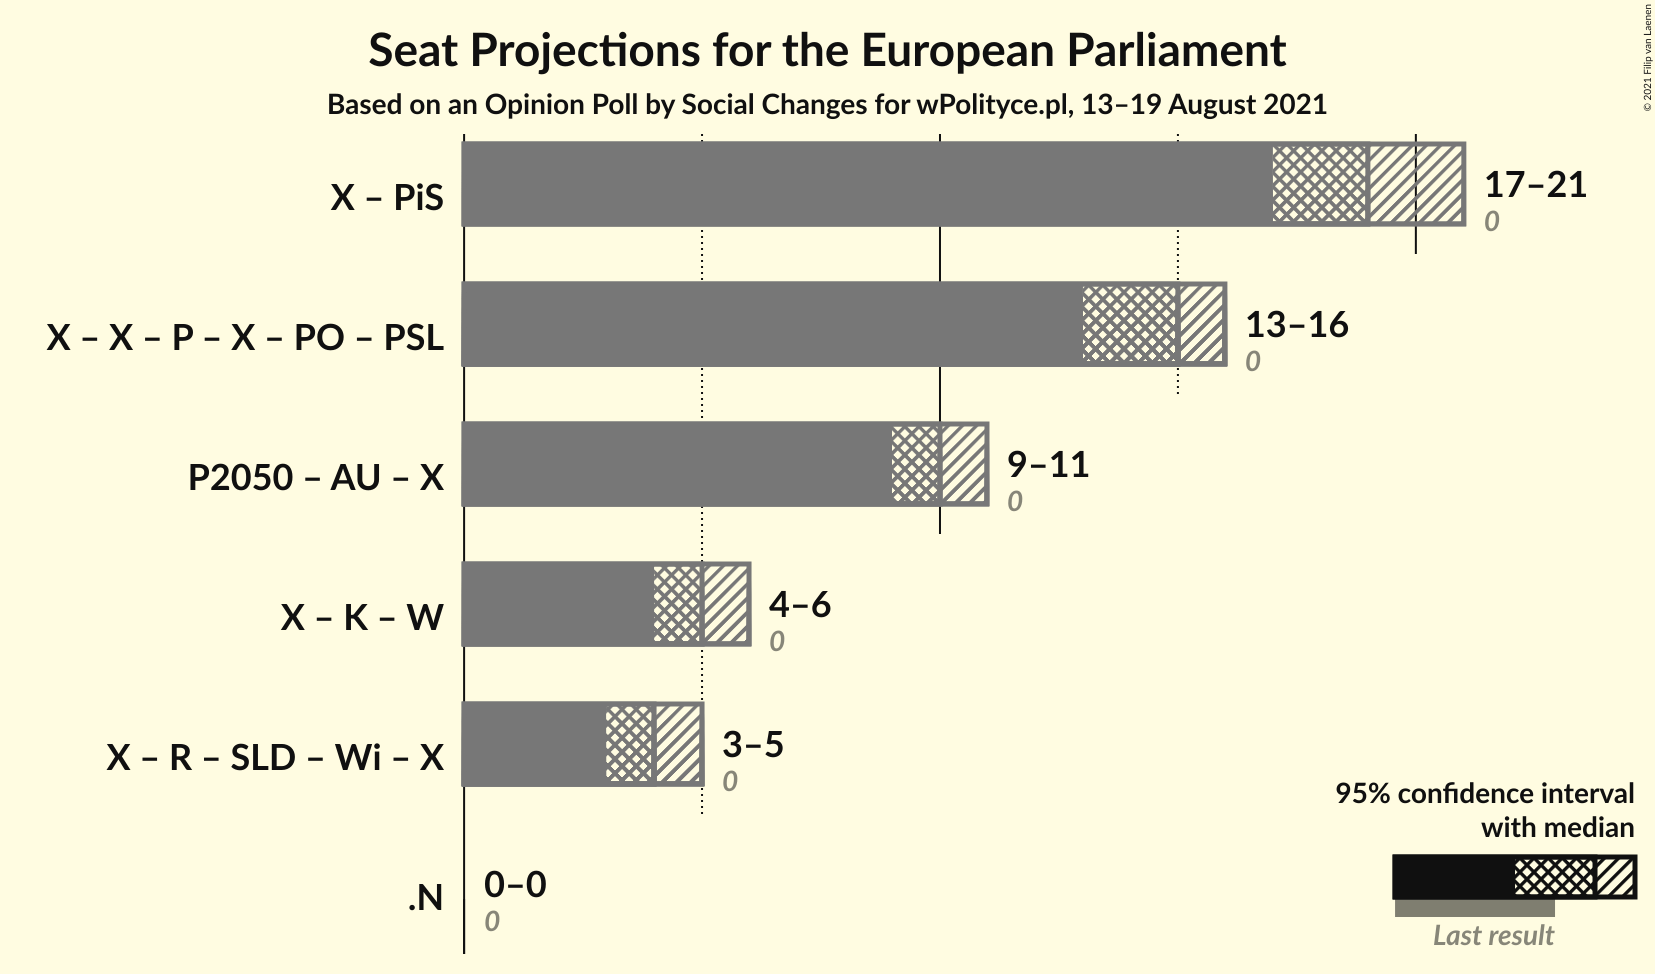 Seat Projections for the European Parliament
Based on an Opinion Poll by Social Changes for wPolityce.pl, 13–19 August 2021
© 2021 Filip van Laenen
X – PiS
17–21
0
X – X – P – X – PO – PSL
13–16
0
P2050 – AU – X
9–11
0
X – K – W
4–6
0
X – R – SLD – Wi – X
3–5
0
.N
0–0
0
95% confidence interval
with median
Last result